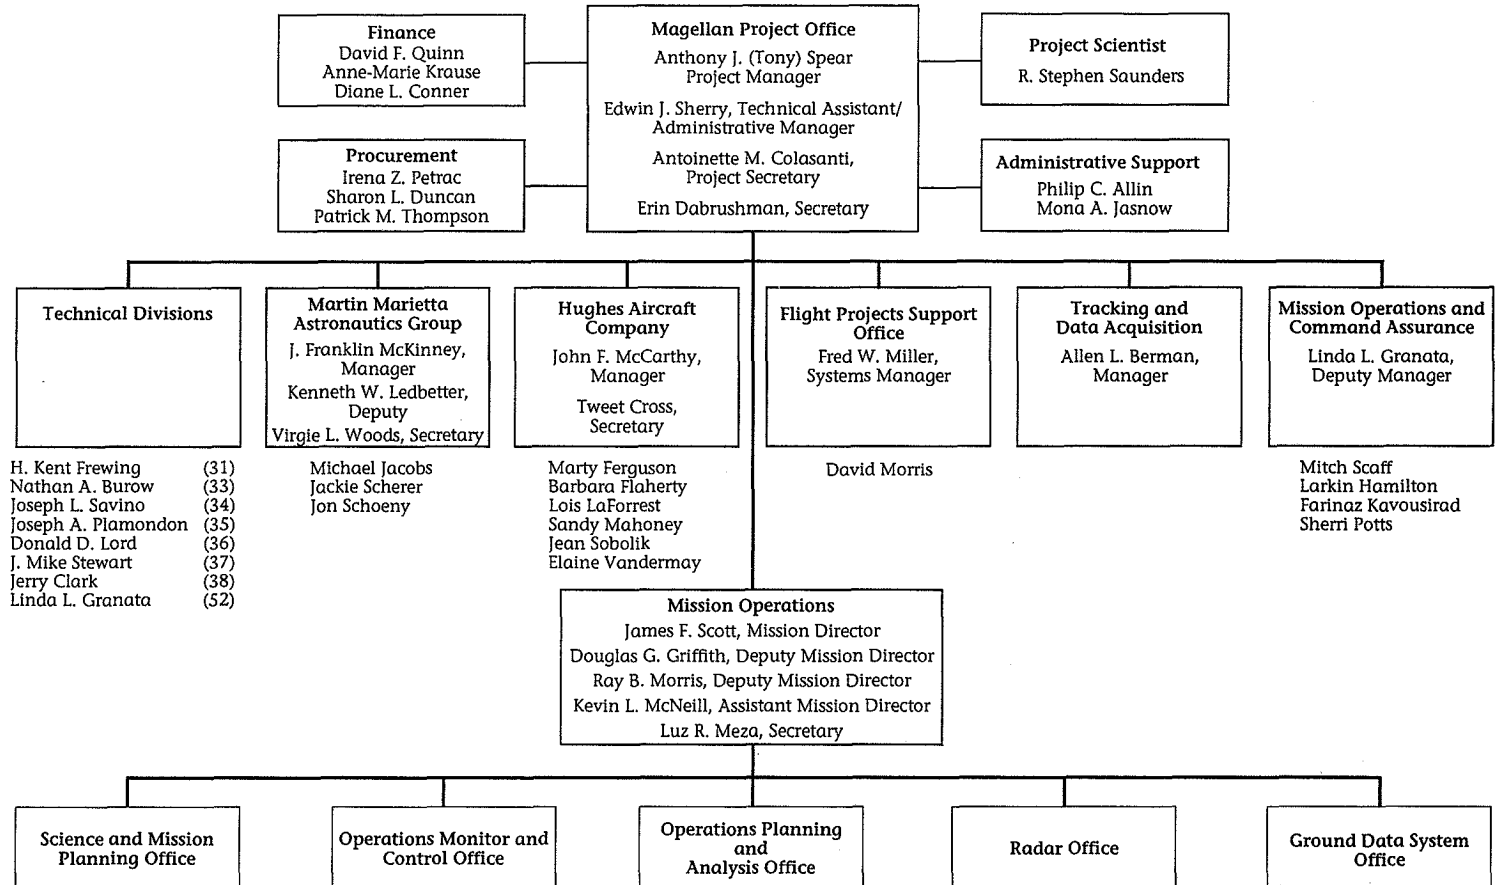 Finance
David F. Quinn
Anne-Marie Krause
Diane L. Conner
Magellan Project Office
Anthony J. (Tony) Spear
Project Manager
Edwin J. Sherry, Technical Assistant/
Administrative Manager
Antoinette M. Colasanti,
Project Secretary
Erin Dabrushman, Secretary
Project Scientist
R. Stephen Saunders
Procurement
Irena Z. Petrac
Sharon L. Duncan
Patrick M. Thompson
Administrative Support
Philip C. Allin
Mona A. Jasnow
Technical Divisions
H. Kent Frewing (31)
Nathan A. Burow (33)
Joseph L. Savino (34)
Joseph A. Plamondon (35)
Donald D. Lord (36)
J. Mike Stewart (37)
Jerry Clark (38)
Linda L. Granata (52)
Martin Marietta
Astronautics Group
J. Franklin McKinney,
Manager
Kenneth W. Ledbetter,
Deputy
Virgie L. Woods, Secretary
Michael Jacobs
Jackie Scherer
Jon Schoeny
Hughes Aircraft
Company
John F. McCarthy,
Manager
Tweet Cross,
Secretary
Marty Ferguson
Barbara Flaherty
Lois LaForrest
Sandy Mahoney
Jean Sobolik
Elaine Vandermay
Flight Projects Support
Office
Fred W. Miller,
Systems Manager
David Morris
Tracking and
Data Acquisition
Allen L. Berman,
Manager
Mission Operations and
Command Assurance
Linda L. Granata,
Deputy Manager
Mitch Scaff
Larkin Hamilton
Farinaz Kavousirad
Sherri Potts
Mission Operations
James F. Scott, Mission Director
Douglas G. Griffith, Deputy Mission Director
Ray B. Morris, Deputy Mission Director
Kevin L. McNeill, Assistant Mission Director
Luz R. Meza, Secretary
Science and Mission
Planning Office
Operations Monitor and
Control Office
Operations Planning
and
Analysis Office
Radar Office
Ground Data System
Office